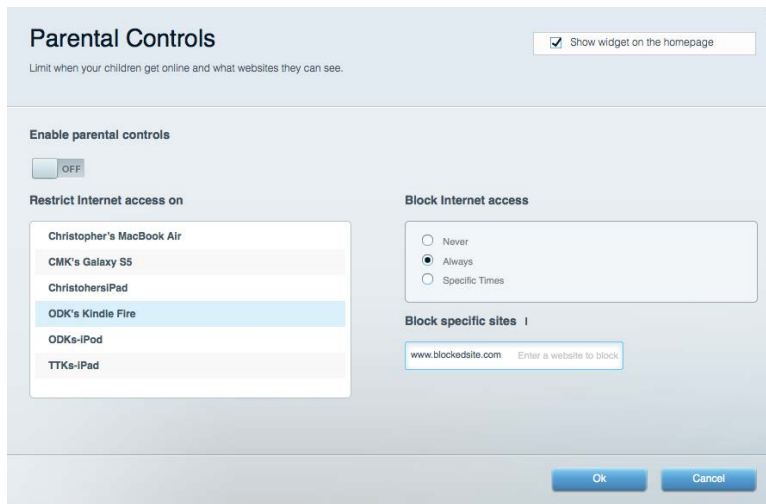 Parental Controls
Show widget on the homepage
Limit when your children get online and what websites they can see.
Enable parental controls
OFF
Restrict Internet access on
Christopher's MacBook Air
CMK's Galaxy S5
ChristohersiPad
ODK's Kindle Fire
ODKs-iPod
TTKs-iPad
Block Internet access
Never
Always
Specific Times
Block specific sites I
www.blockedsite.com Enter a website to block
Ok
Cancel